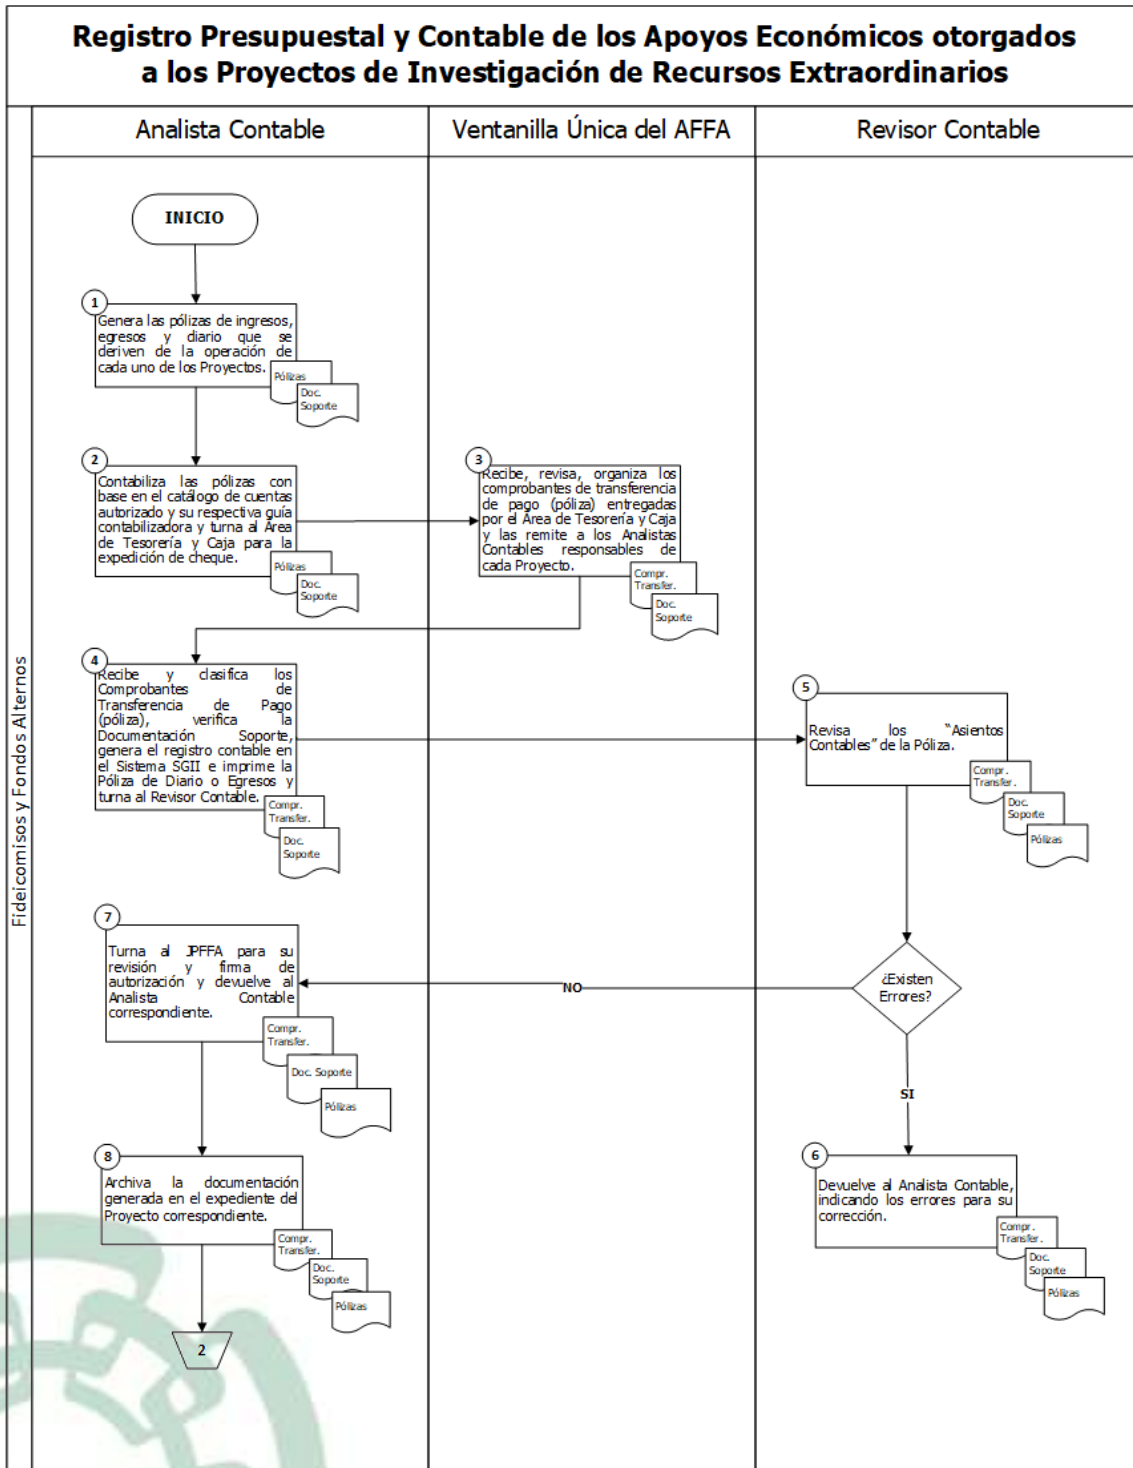 Registro Presupuestal y Contable de los Apoyos Económicos otorgados
a los Proyectos de Investigación de Recursos Extraordinarios
Analista Contable
Ventanilla Única del AFFA
Revisor Contable
Fideicomisos y Fondos Alternos
INICIO
1
Genera las pólizas de ingresos,
egresos y diario que se
deriven de la operación de
cada uno de los Proyectos.
Pólizas
Doc.
Soporte
2
Contabiliza las pólizas con
base en el catálogo de cuentas
autorizado y su respectiva guía
contabilizadora y turna al Área
de Tesorería y Caja para la
expedición de cheque.
Pólizas
Doc.
Soporte
3
Recibe, revisa, organiza los
comprobantes de transferencia
de pago (póliza) entregadas
por el Área de Tesorería y Caja
y las remite a los Analistas
Contables responsables de
cada Proyecto.
Compr.
Transfer.
Doc.
Soporte
4
Recibe y clasifica los
Comprobantes de
Transferencia de Pago
(póliza), verifica la
Documentación Soporte,
genera el registro contable en
el Sistema SGII e imprime la
Póliza de Diario o Egresos y
turna al Revisor Contable.
Compr.
Transfer.
Doc.
Soporte
5
Revisa los "Asientos
Contables" de la Póliza.
Compr.
Transfer.
Doc.
Soporte
Pólizas
¿Existen
Errores?
NO
SI
7
Turna al JPFFA para su
revisión y firma de
autorización y devuelve al
Analista Contable
correspondiente.
Compr.
Transfer.
Doc. Soporte
Pólizas
6
Devuelve al Analista Contable,
indicando los errores para su
corrección.
Compr.
Transfer.
Doc.
Soporte
Pólizas
8
Archiva la documentación
generada en el expediente del
Proyecto correspondiente.
Compr.
Transfer.
Doc.
Soporte
Pólizas
2